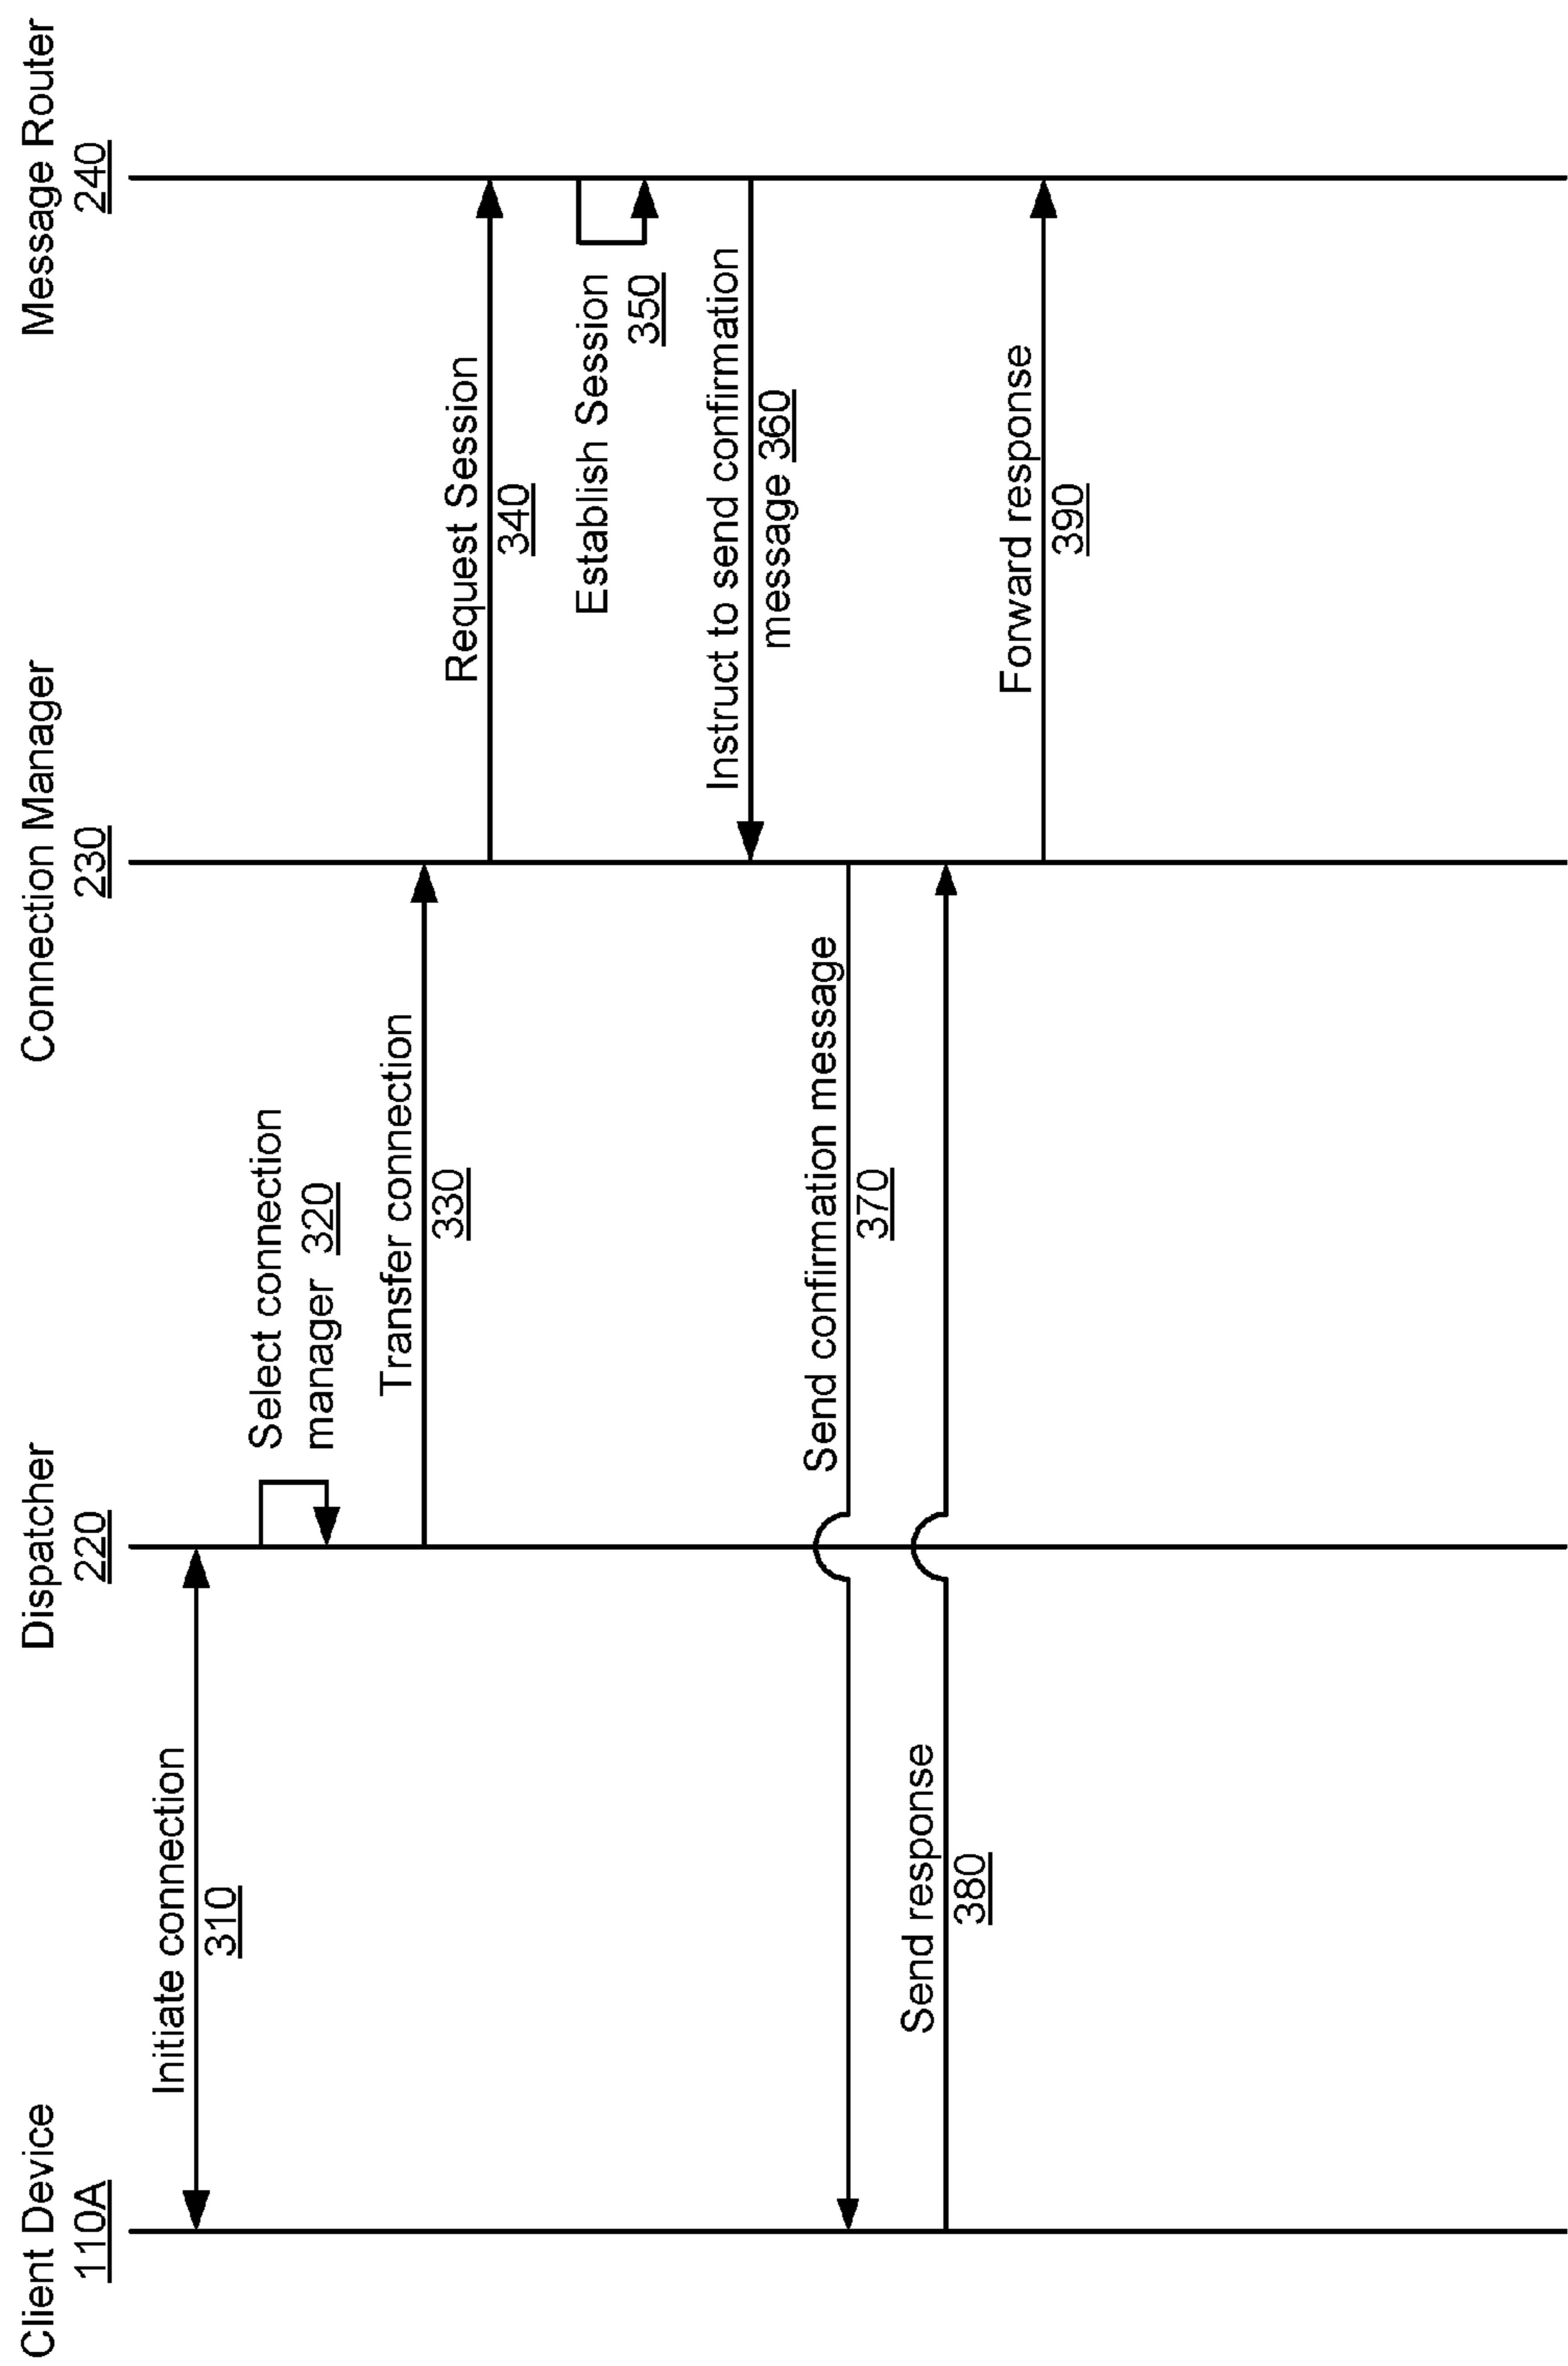 Client Device
110A
Dispatcher
220
Connection Manager
230
Message Router
240
Initiate connection
310
Select connection
manager 320
Transfer connection
330
Request Session
340
Establish Session
350
Instruct to send confirmation
message 360
Send confirmation message
370
Send response
380
Forward response
390